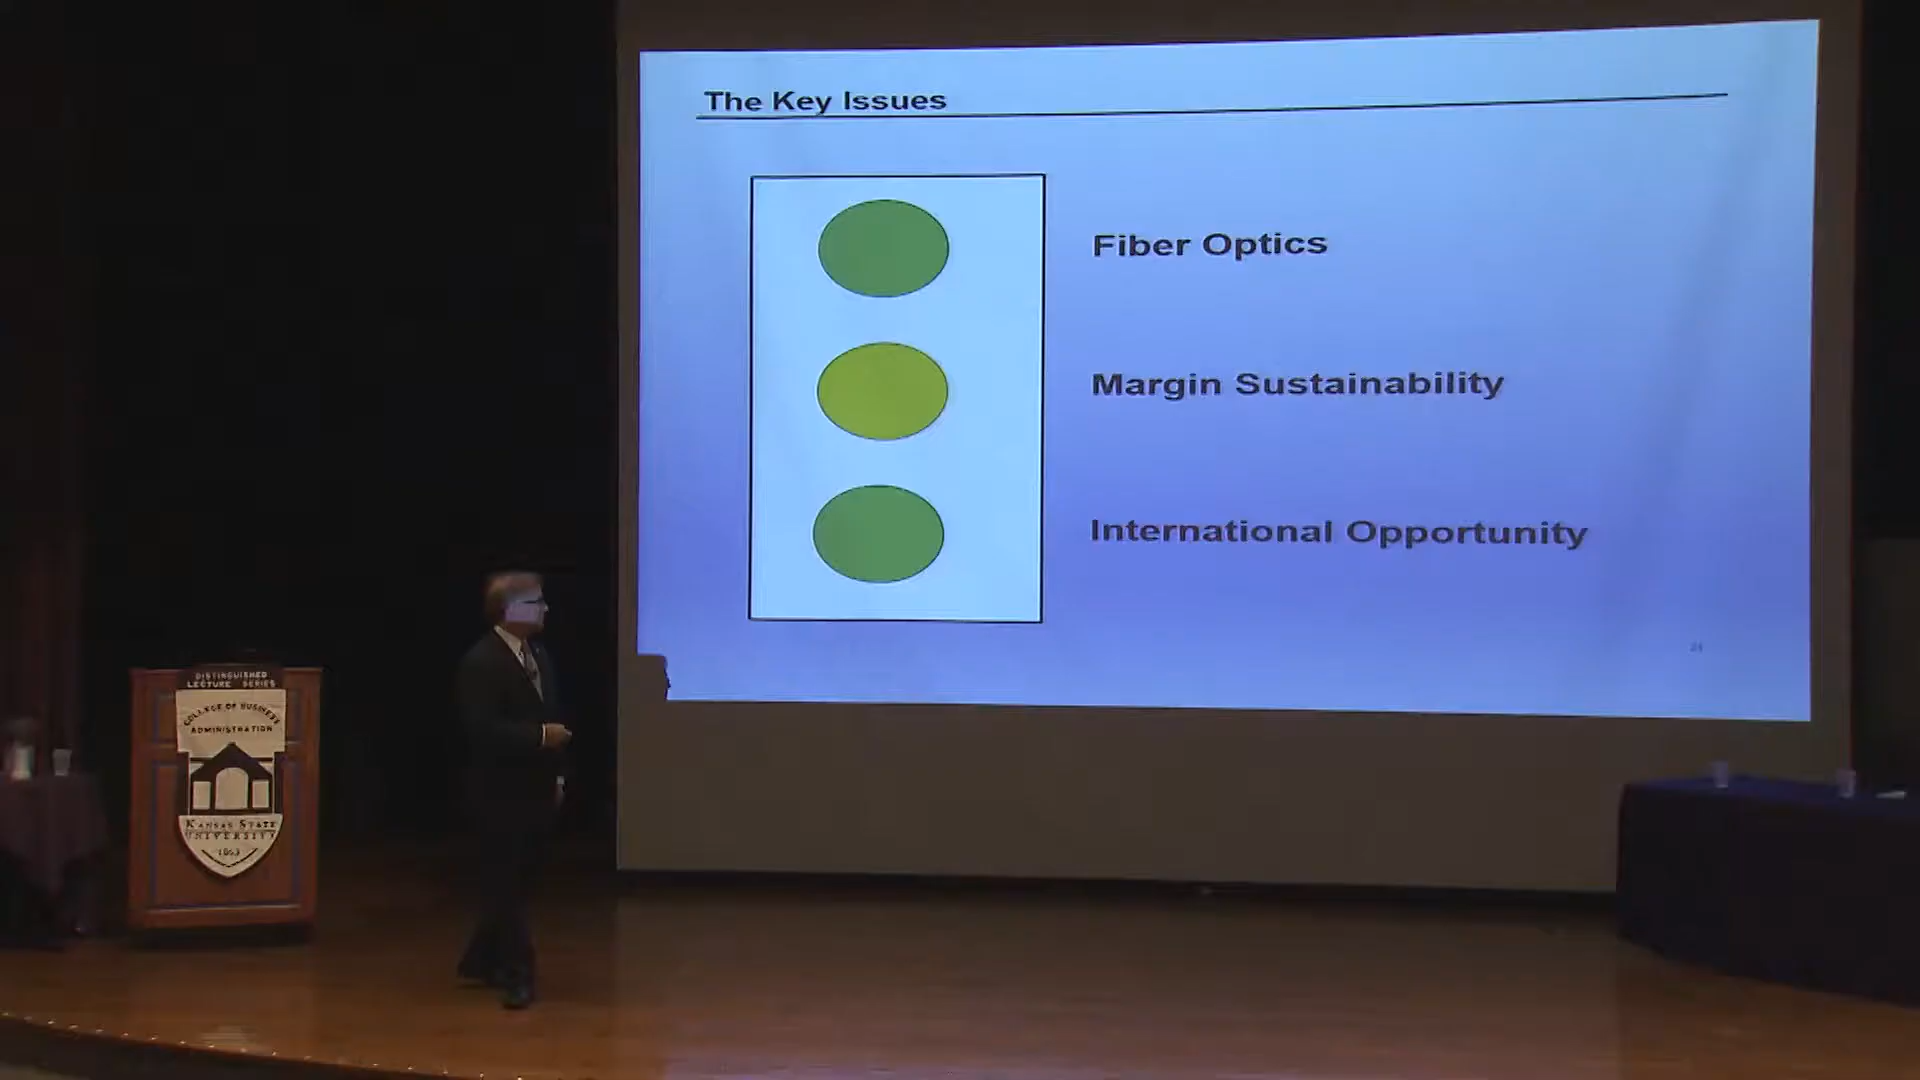 The Key Issues
Fiber Optics
Margin Sustainability
International Opportunity
DISTINGUISHED
LECTURE SERIES
COLLEGE OF BUSINESS
ADMINISTRATION
KANSAS STATE
UNIVERSITY
1863